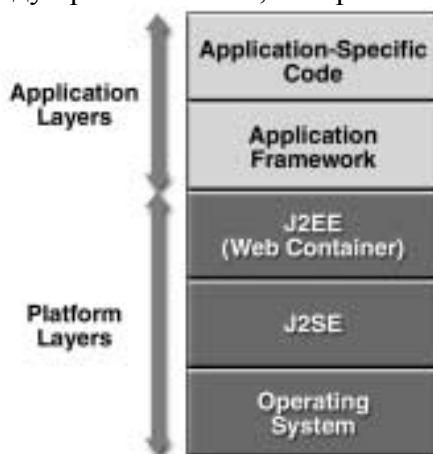 Application-Specific
Code
Application
Layers
Application
Framework
J2EE
(Web Container)
Platform
Layers
J2SE
Operating
System